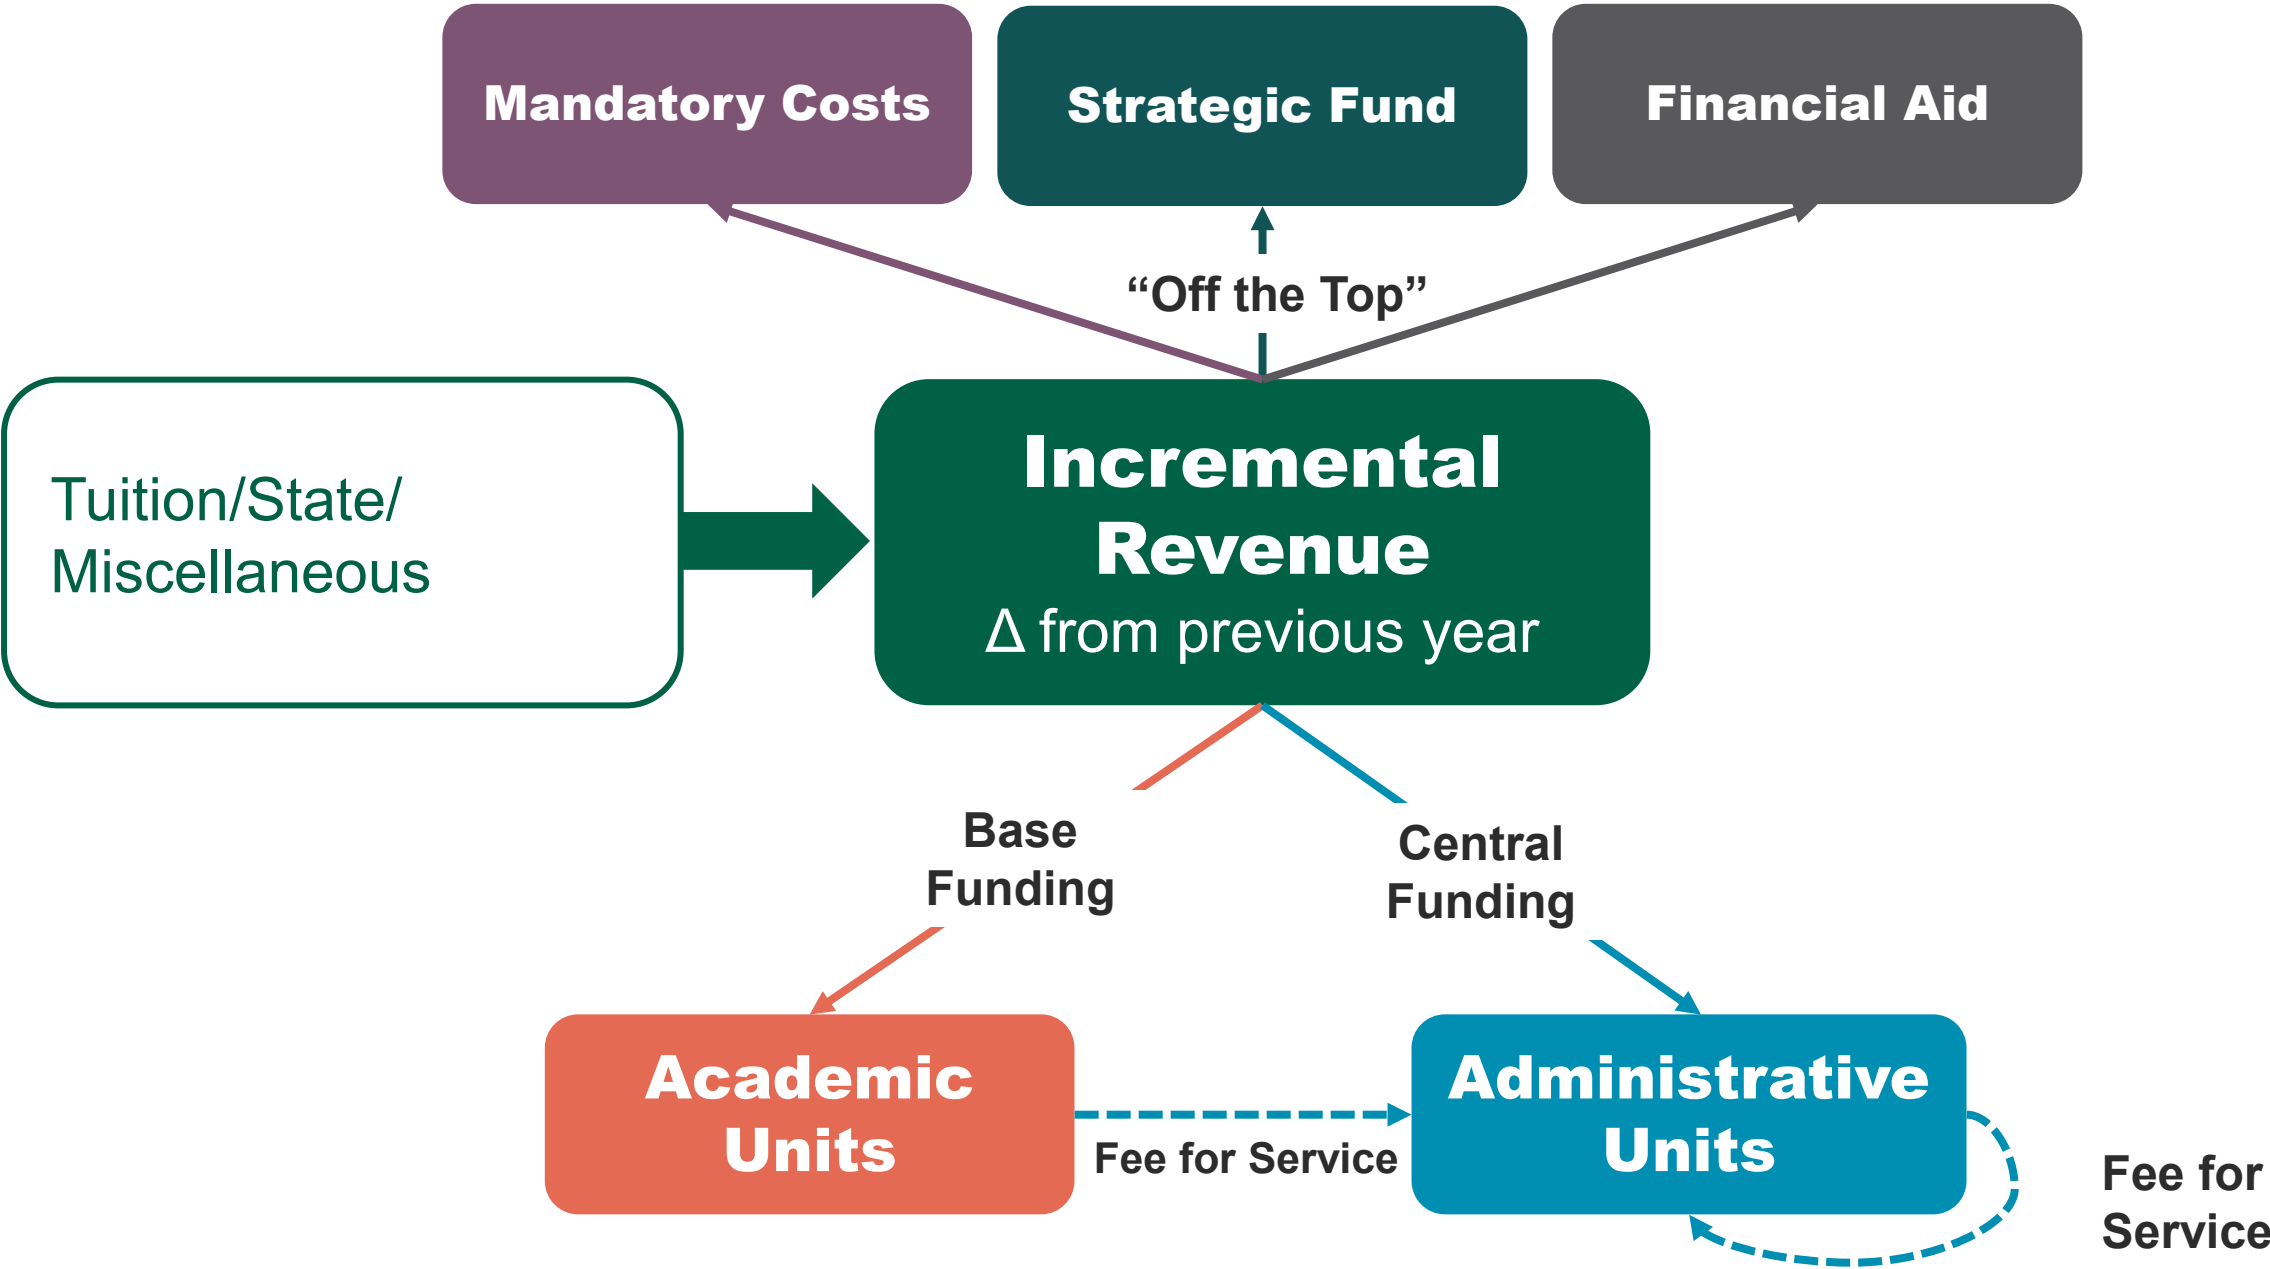 Mandatory Costs
Strategic Fund
Financial Aid
“Off the Top”
Tuition/State/
Miscellaneous
Incremental
Revenue
Δ from previous year
Base
Funding
Central
Funding
Academic
Units
Fee for Service
Administrative
Units
Fee for
Service